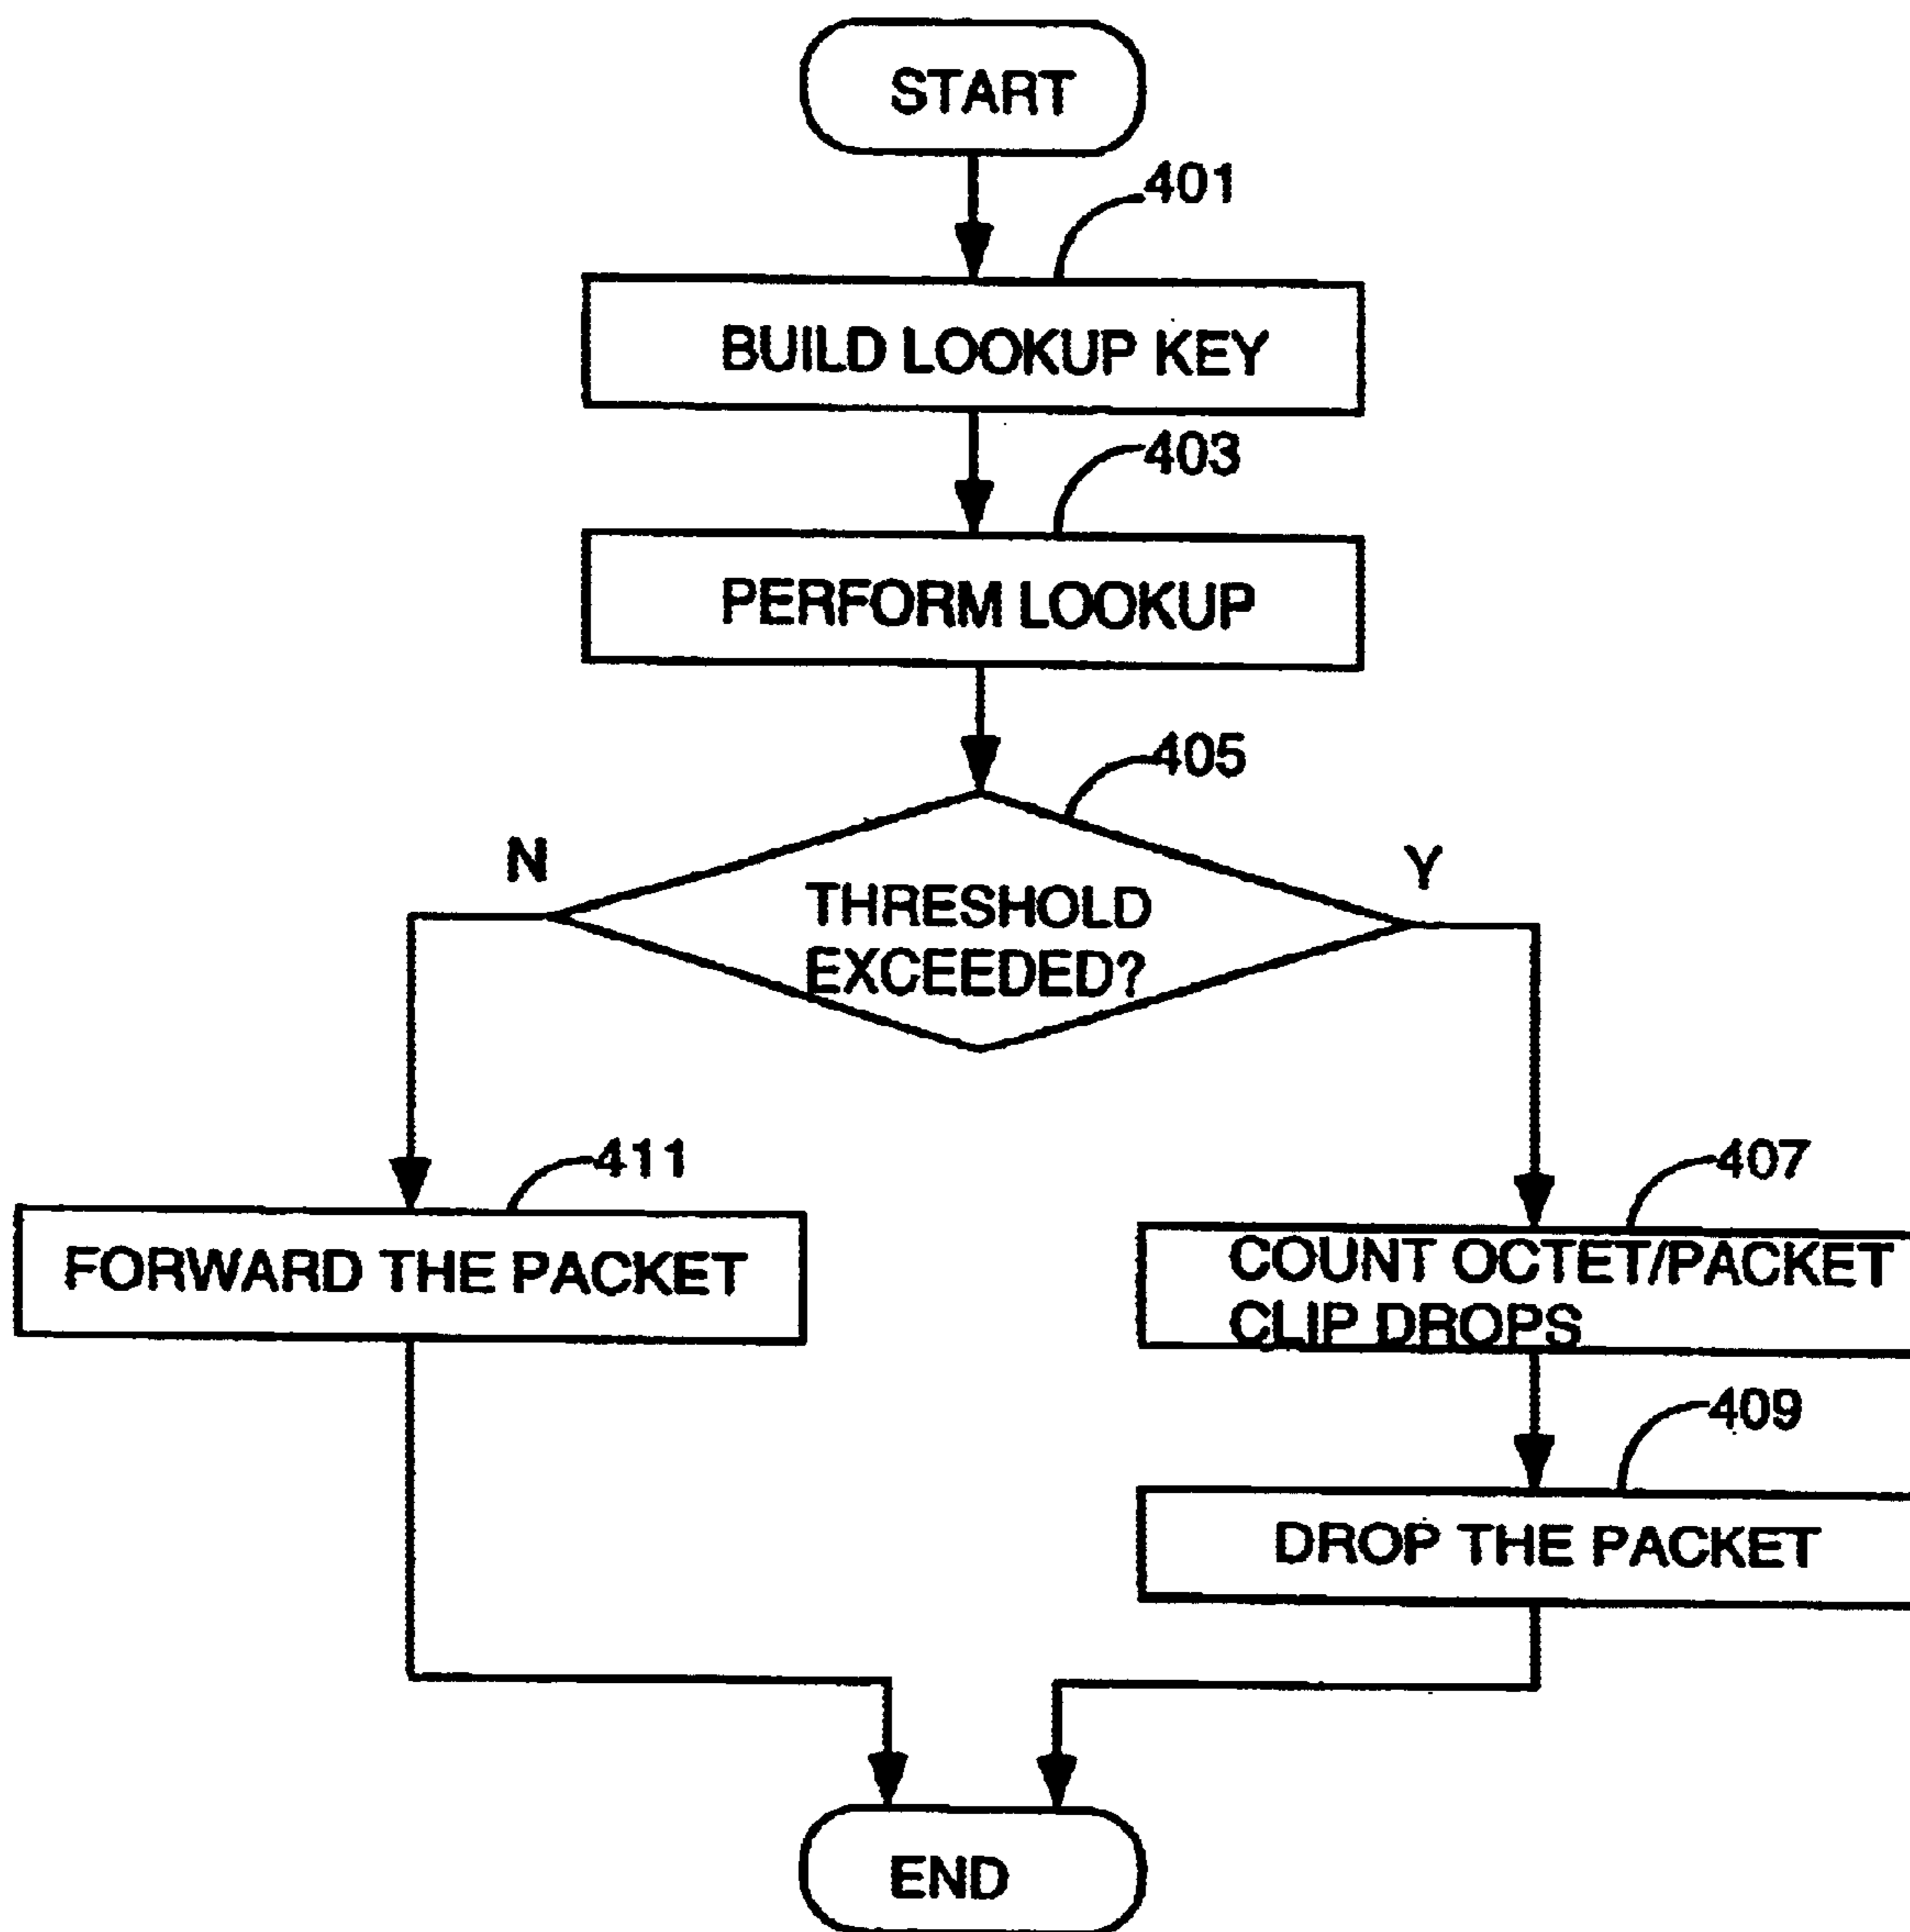 START
401
BUILD LOOKUP KEY
403
PERFORM LOOKUP
405
N
Y
THRESHOLD
EXCEEDED?
411
407
FORWARD THE PACKET
COUNT OCTET/PACKET
CLIP DROPS
409
DROP THE PACKET
END